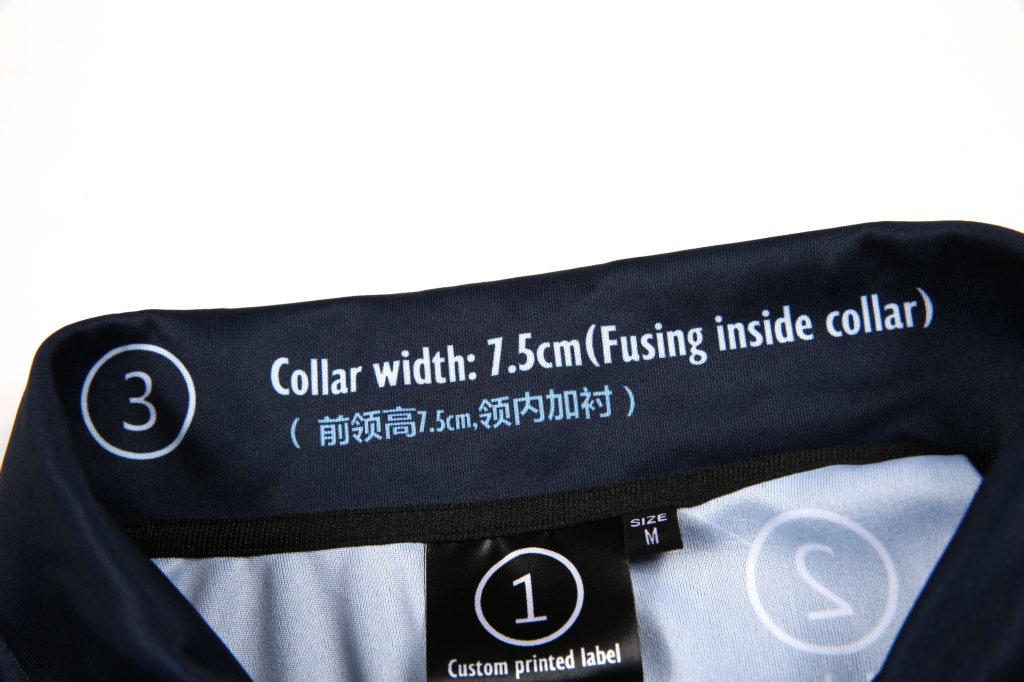 3
Collar width: 7.5cm(Fusing inside collar)
( 前领高7.5cm,领内加衬 )
SIZE
M
1
Custom printed label
2